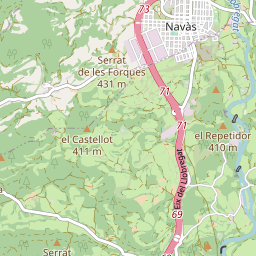 73
Navàs
Serrat
de les Forques
431 m
71
71
el Castellot
411 m
el Repetidor
410 m
Eix del Llobregat
69
Serrat